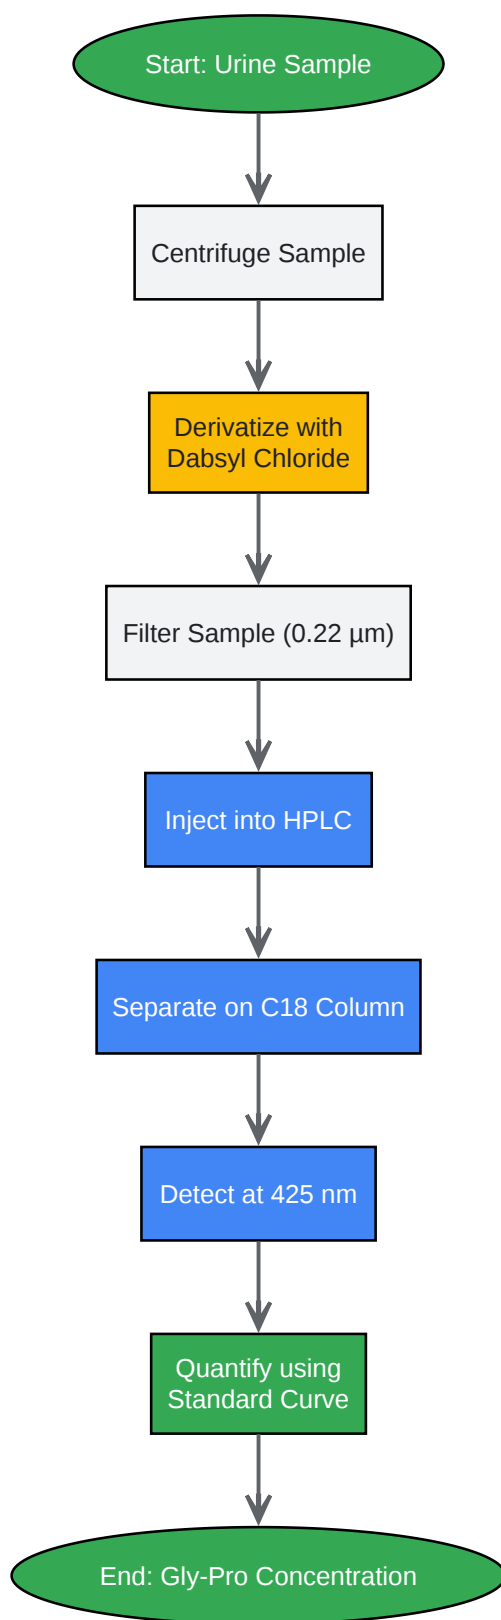 Start: Urine Sample
Centrifuge Sample
Derivatize with
Dabsyl Chloride
Filter Sample (0.22 µm)
Inject into HPLC
Separate on C18 Column
Detect at 425 nm
Quantify using
Standard Curve
End: Gly-Pro Concentration